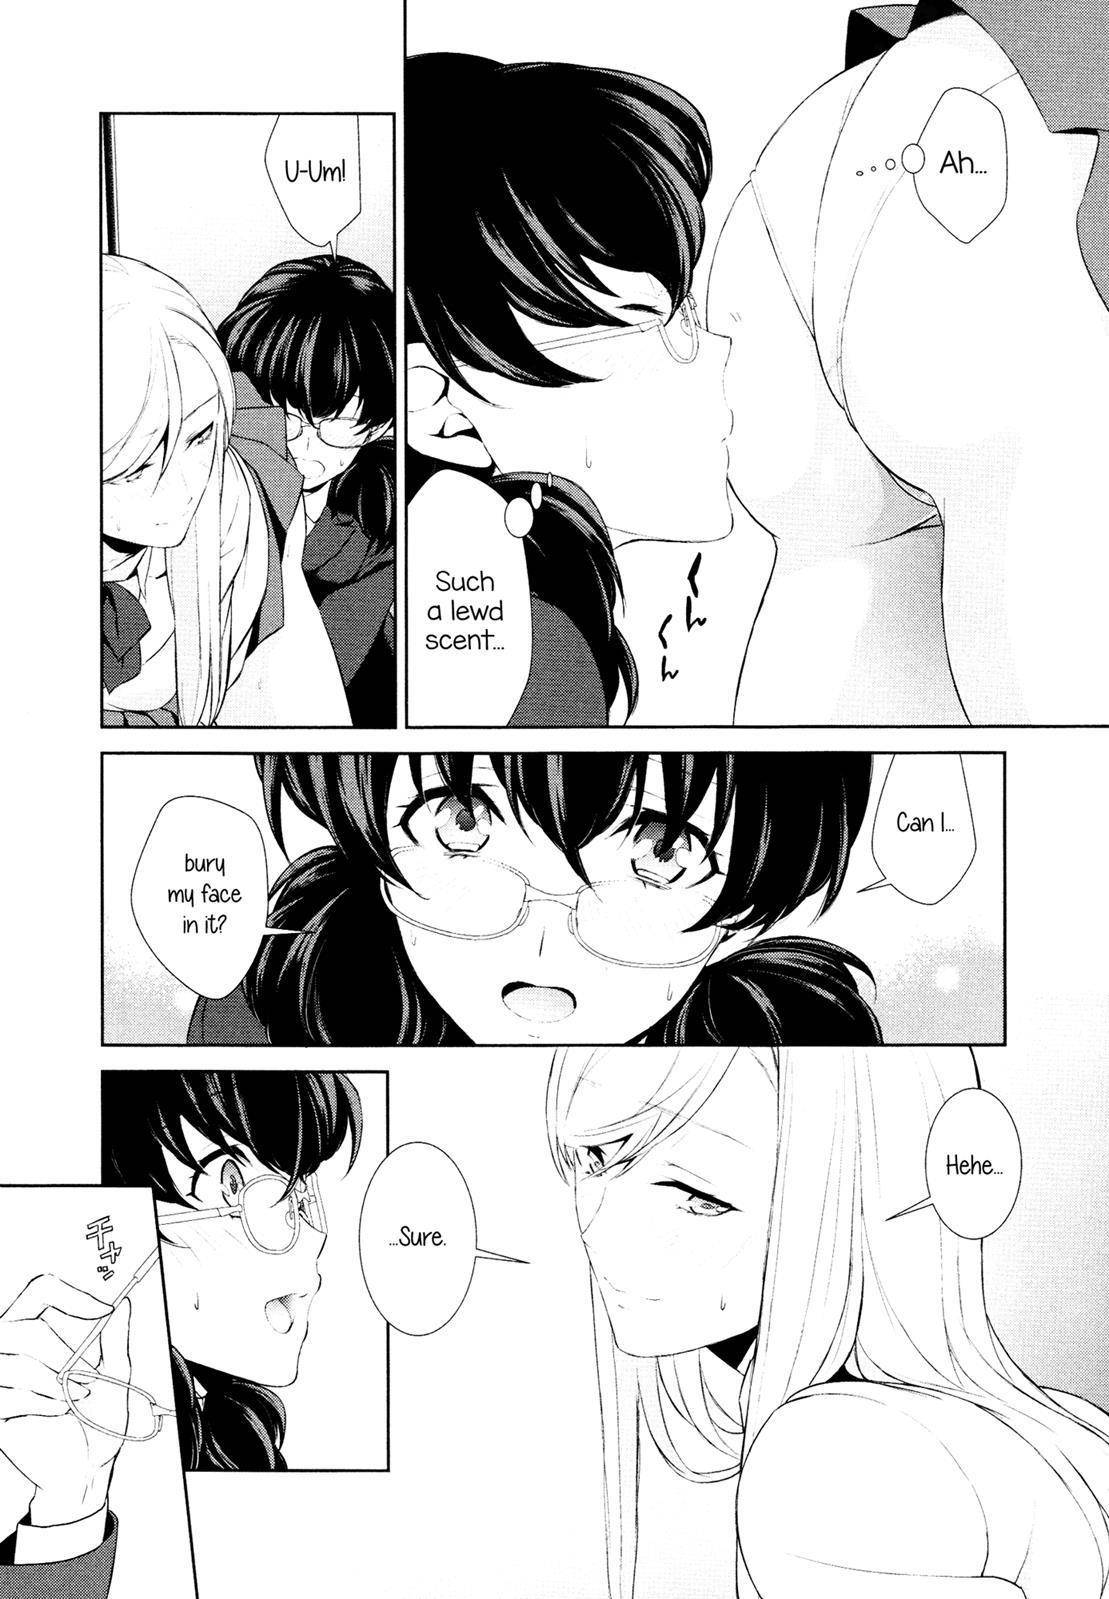 Ah...
Such
a lewd
scent...
くん
くん
U-Um!
Can I...
bury
my face
in it?
Hehe...
...Sure.
チャッ